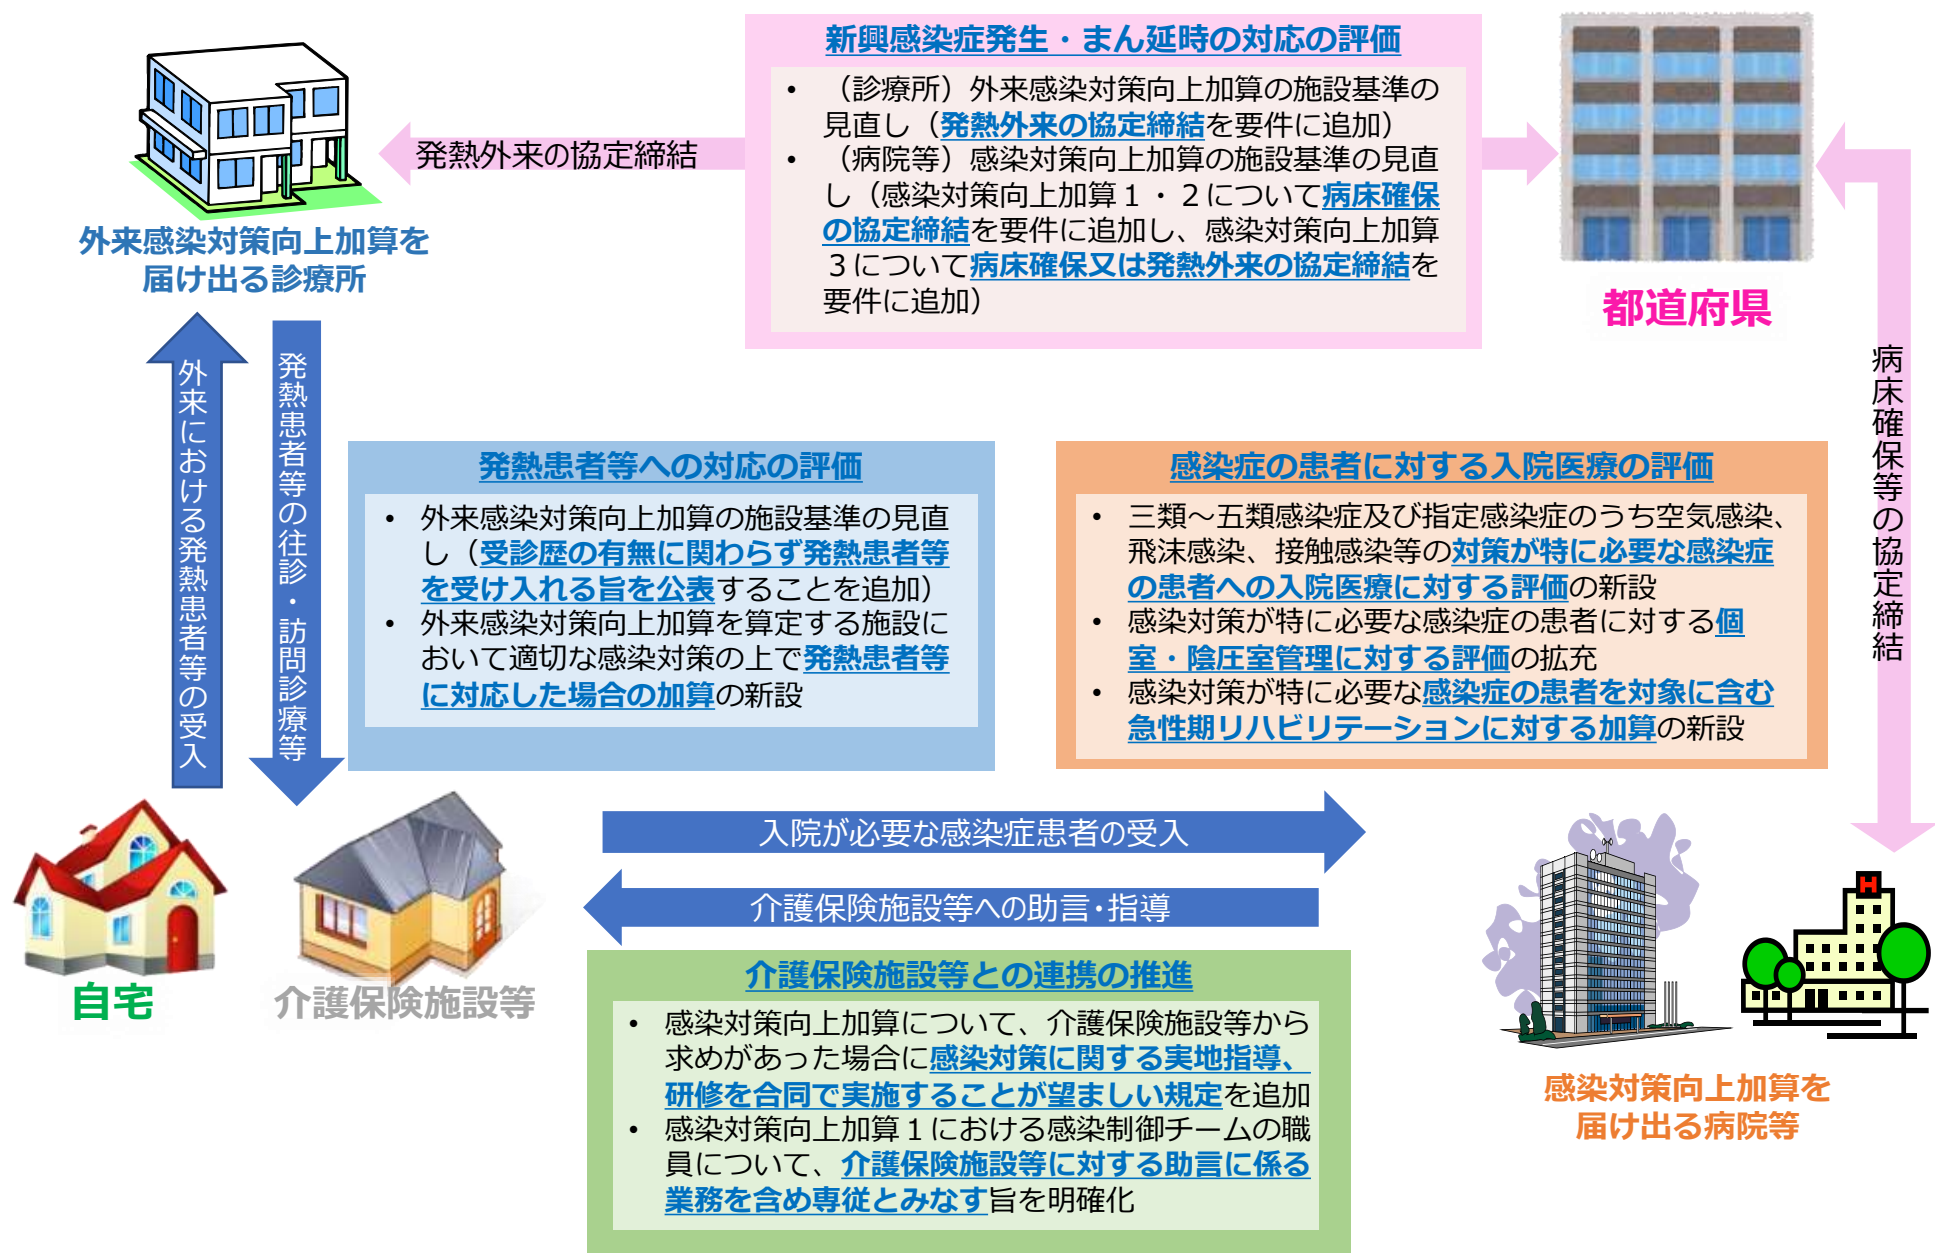 新興感染症発生・まん延時の対応の評価
• （診療所）外来感染対策向上加算の施設基準の
見直し（発熱外来の協定締結を要件に追加）
• （病院等）感染対策向上加算の施設基準の見直
し（感染対策向上加算１・２について病床確保
の協定締結を要件に追加し、感染対策向上加算
３について病床確保又は発熱外来の協定締結を
要件に追加）
発熱外来の協定締結
外来感染対策向上加算を
届け出る診療所
都道府県
病床確保等の協定締結
外来における発熱患者等の受入
発熱患者等の往診・訪問診療等
発熱患者等への対応の評価
• 外来感染対策向上加算の施設基準の見直
し（受診歴の有無に関わらず発熱患者等
を受け入れる旨を公表することを追加）
• 外来感染対策向上加算を算定する施設に
おいて適切な感染対策の上で発熱患者等
に対応した場合の加算の新設
感染症の患者に対する入院医療の評価
• 三類～五類感染症及び指定感染症のうち空気感染、
飛沫感染、接触感染等の対策が特に必要な感染症
の患者への入院医療に対する評価の新設
• 感染対策が特に必要な感染症の患者に対する個
室・陰圧室管理に対する評価の拡充
• 感染対策が特に必要な感染症の患者を対象に含む
急性期リハビリテーションに対する加算の新設
入院が必要な感染症患者の受入
介護保険施設等への助言･指導
自宅
介護保険施設等
介護保険施設等との連携の推進
• 感染対策向上加算について、介護保険施設等から
求めがあった場合に感染対策に関する実地指導、
研修を合同で実施することが望ましい規定を追加
• 感染対策向上加算１における感染制御チームの職
員について、介護保険施設等に対する助言に係る
業務を含め専従とみなす旨を明確化
H
感染対策向上加算を
届け出る病院等